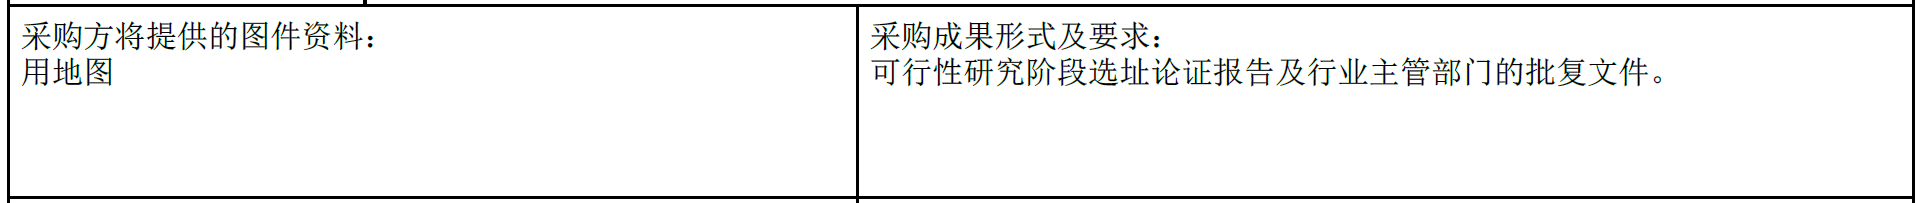 采购方将提供的图件资料：
用地图
采购成果形式及要求：
可行性研究阶段选址论证报告及行业主管部门的批复文件。